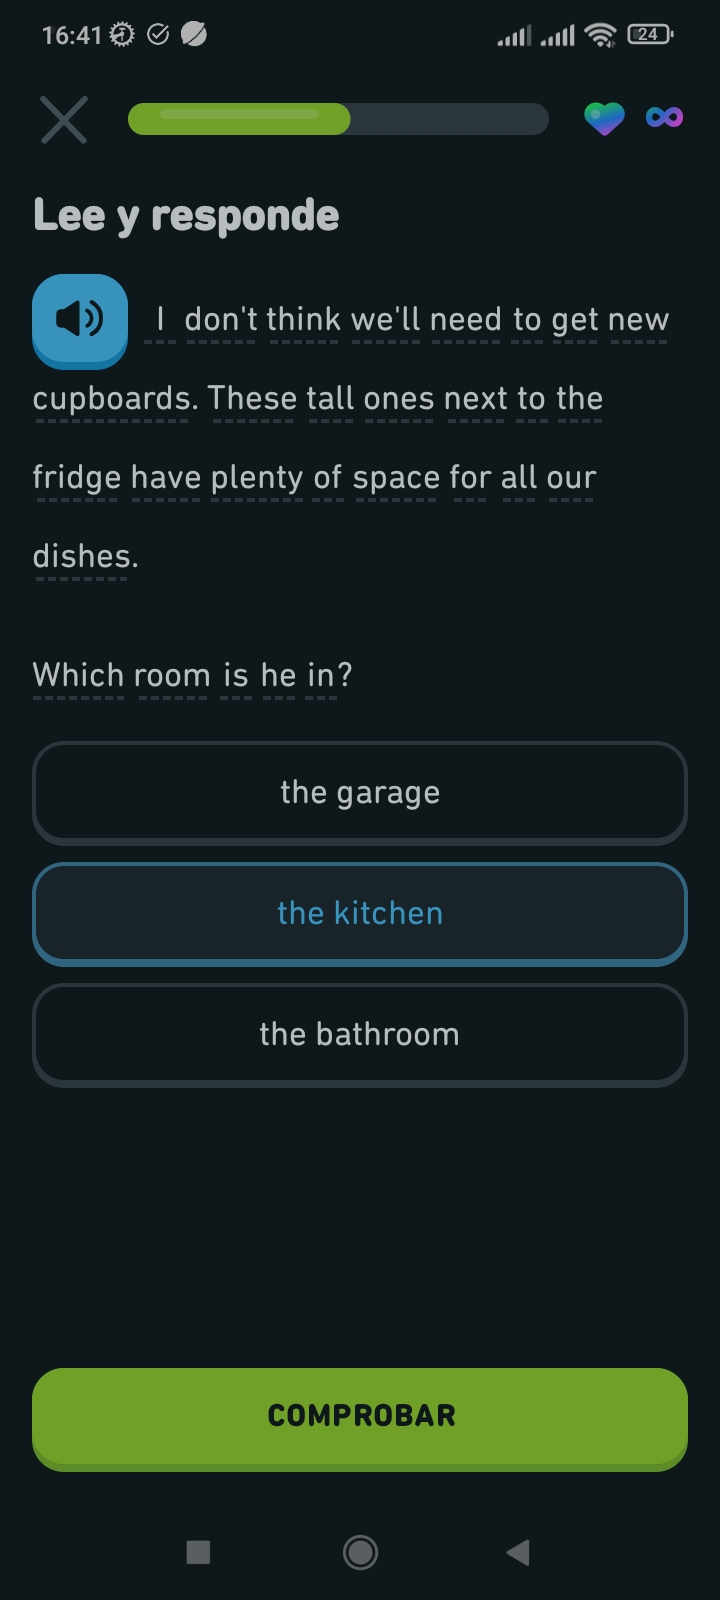 16:41
24
Lee y responde
I don't think we'll need to get new
cupboards. These tall ones next to the
fridge have plenty of space for all our
dishes.
Which room is he in?
the garage
the kitchen
the bathroom
COMPROBAR